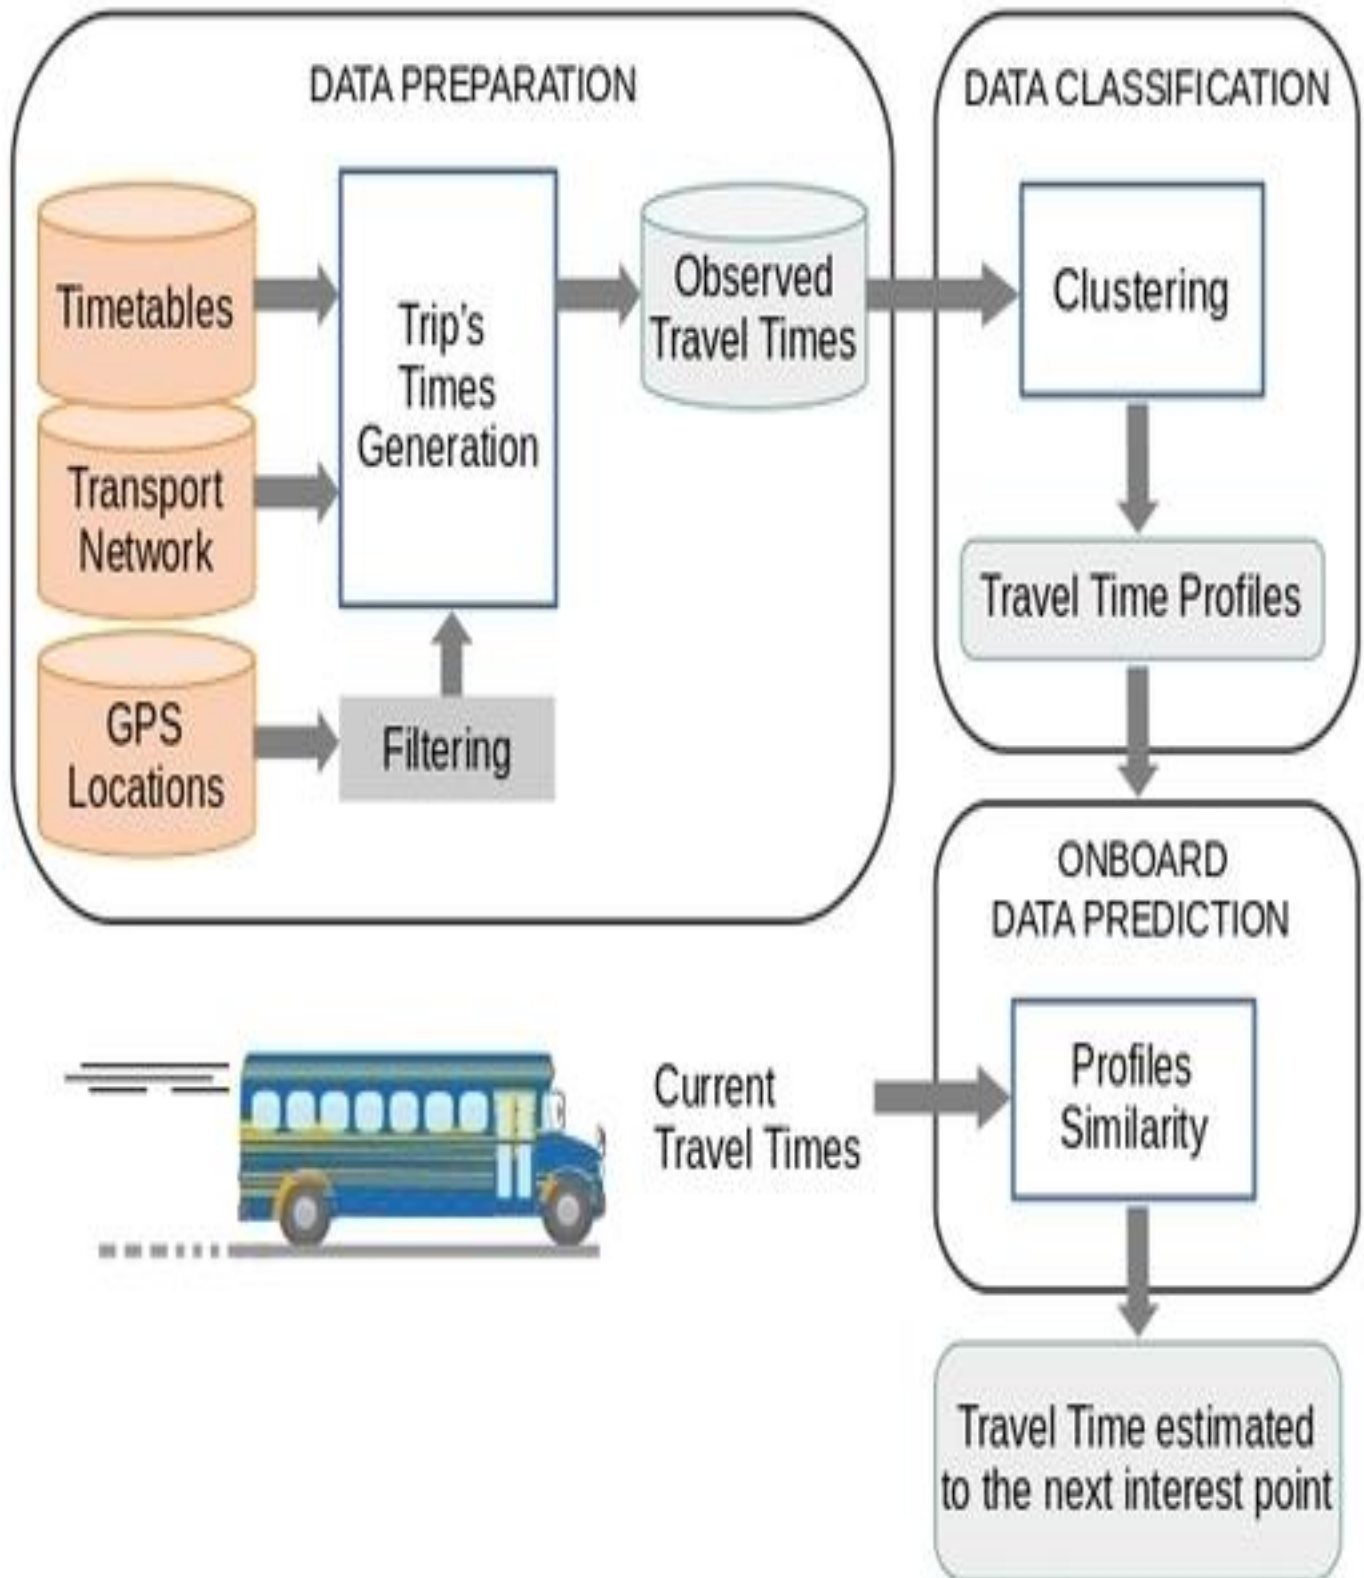 DATA PREPARATION
Timetables
Transport
Network
GPS
Locations
Trip's
Times
Generation
Filtering
Observed
Travel Times
DATA CLASSIFICATION
Clustering
Travel Time Profiles
ONBOARD
DATA PREDICTION
Current
Travel Times
Profiles
Similarity
Travel Time estimated
to the next interest point